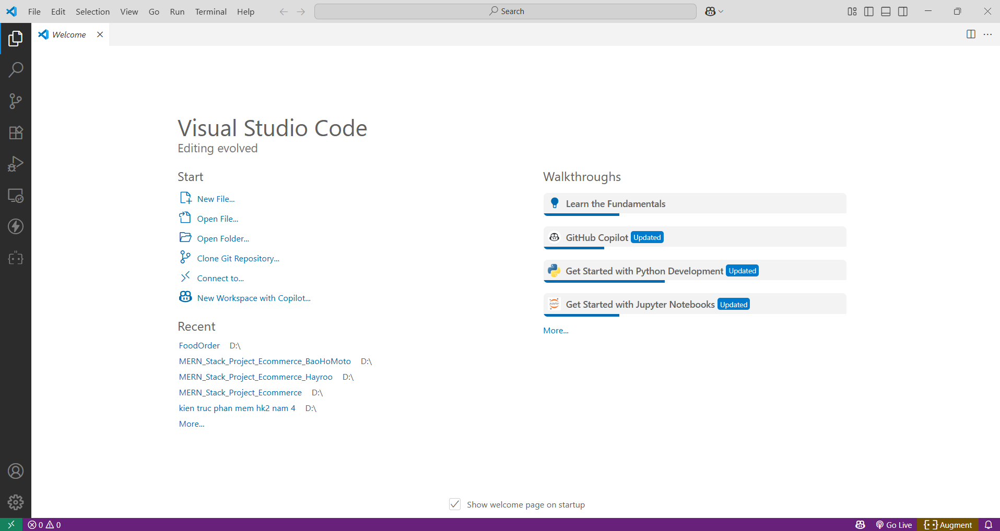 File Edit Selection View Go Run Terminal Help Search
Welcome
Visual Studio Code
Editing evolved
Start
New File...
Open File...
Open Folder...
Clone Git Repository...
Connect to...
New Workspace with Copilot...
Recent
FoodOrder D:\
MERN_Stack_Project_Ecommerce_BaoHoMoto D:\
MERN_Stack_Project_Ecommerce_Hayroo D:\
MERN_Stack_Project_Ecommerce D:\
kien truc phan mem hk2 nam 4 D:\
More...
Walkthroughs
Learn the Fundamentals
GitHub Copilot Updated
Get Started with Python Development Updated
jupyter Get Started with Jupyter Notebooks Updated
More...
Show welcome page on startup
0 0 Go Live Augment